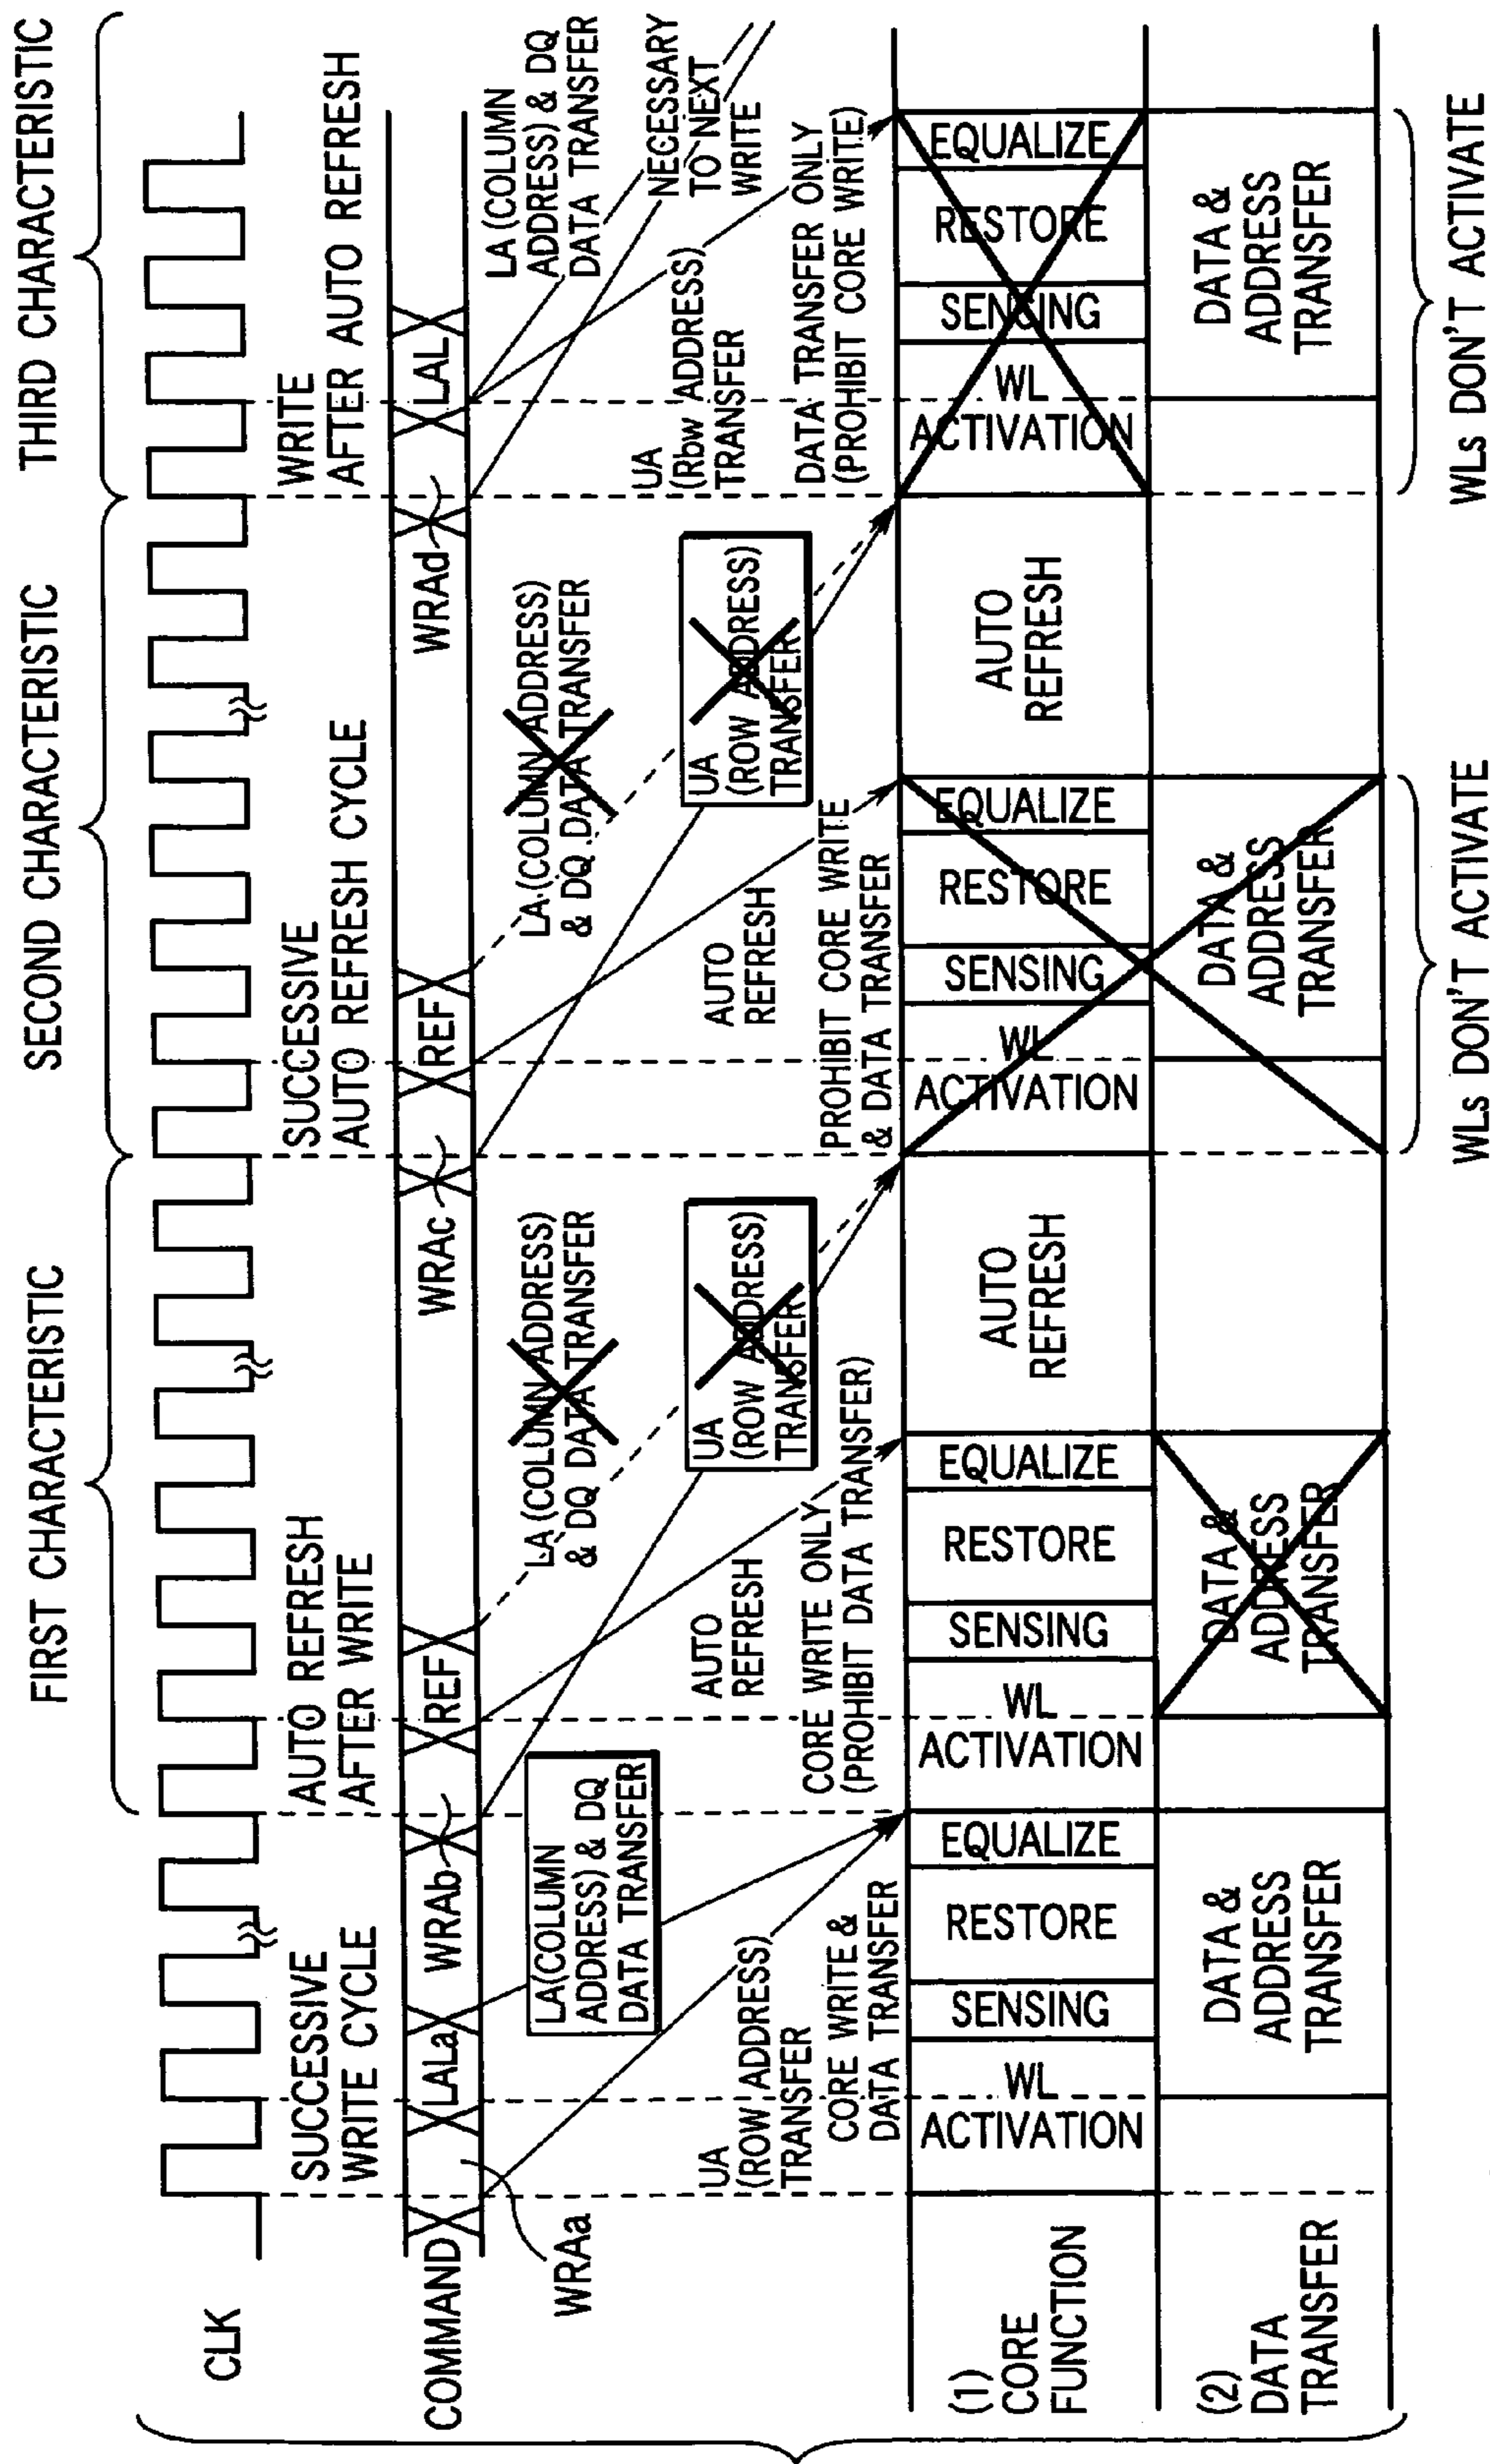 FIRST CHARACTERISTIC
SECOND CHARACTERISTIC
THIRD CHARACTERISTIC
CLK
SUCCESSIVE
WRITE CYCLE
AUTO REFRESH
AFTER WRITE
SUCCESSIVE
AUTO REFRESH CYCLE
WRITE
AFTER AUTO REFRESH
COMMAND
LALa
WRAb
REF
WRAc
REF
WRAd
LAL
WRAa
LA(COLUMN
ADDRESS) & DQ
DATA TRANSFER
LA (COLUMN ADDRESS)
& DQ DATA TRANSFER
LA (COLUMN ADDRESS)
& DQ DATA TRANSFER
LA (COLUMN
ADDRESS) & DQ
DATA TRANSFER
NECESSARY
TO NEXT
WRITE
UA
(ROW ADDRESS)
TRANSFER
AUTO
REFRESH
UA
(ROW ADDRESS)
TRANSFER
AUTO
REFRESH
UA
(ROW ADDRESS)
TRANSFER
UA
(Rbw ADDRESS)
TRANSFER
CORE WRITE &
DATA TRANSFER
CORE WRITE ONLY
(PROHIBIT DATA TRANSFER)
PROHIBIT CORE WRITE
& DATA TRANSFER
DATA TRANSFER ONLY
(PROHIBIT CORE WRITE)
(1)
CORE
FUNCTION
WL
ACTIVATION
SENSING
RESTORE
EQUALIZE
WL
ACTIVATION
SENSING
RESTORE
EQUALIZE
AUTO
REFRESH
WL
ACTIVATION
SENSING
RESTORE
EQUALIZE
AUTO
REFRESH
WL
ACTIVATION
SENSING
RESTORE
EQUALIZE
(2)
DATA
TRANSFER
DATA &
ADDRESS
TRANSFER
DATA &
ADDRESS
TRANSFER
DATA &
ADDRESS
TRANSFER
DATA &
ADDRESS
TRANSFER
WLs DON'T ACTIVATE
WLs DON'T ACTIVATE